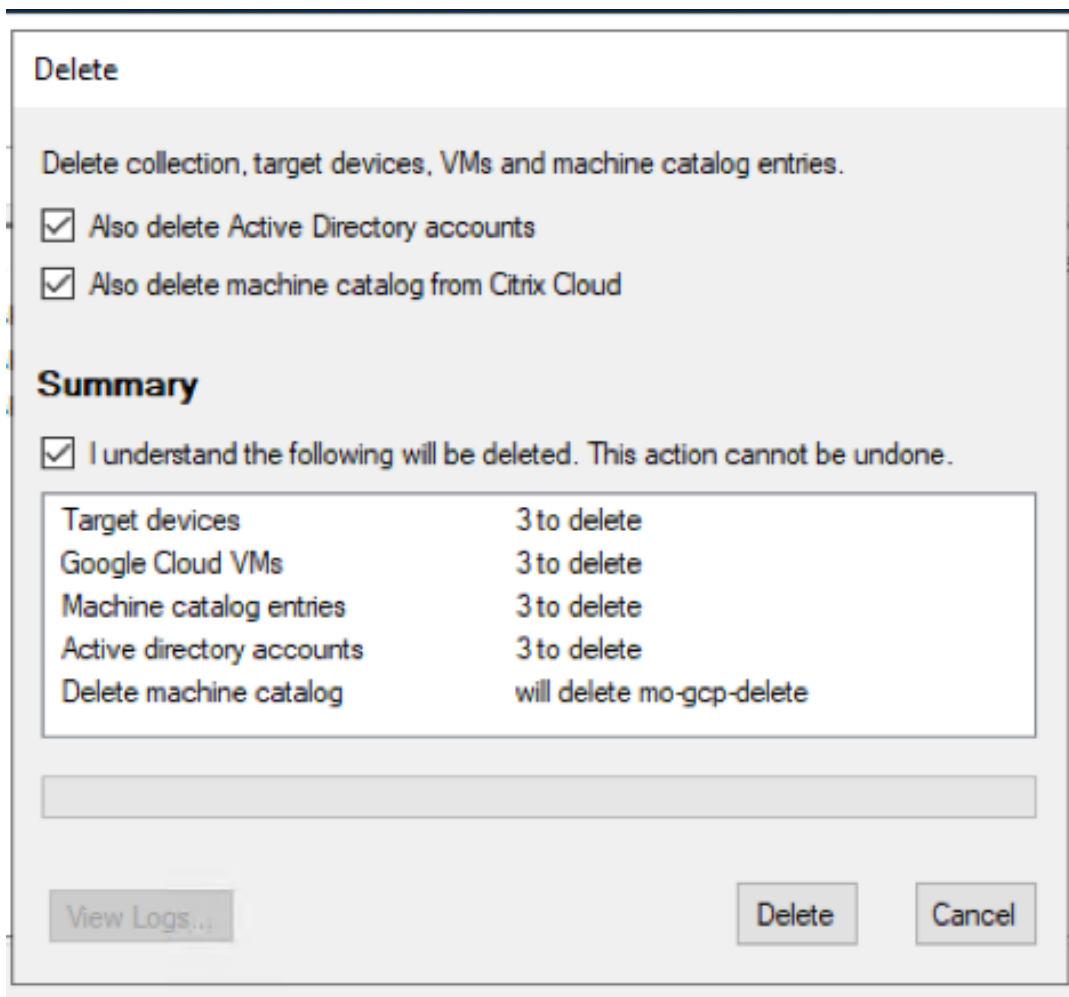 Delete
Delete collection, target devices, VMs and machine catalog entries.
Also delete Active Directory accounts
Also delete machine catalog from Citrix Cloud
Summary
I understand the following will be deleted. This action cannot be undone.
Target devices 3 to delete
Google Cloud VMs 3 to delete
Machine catalog entries 3 to delete
Active directory accounts 3 to delete
Delete machine catalog will delete mo-gcp-delete
View Logs... Delete Cancel